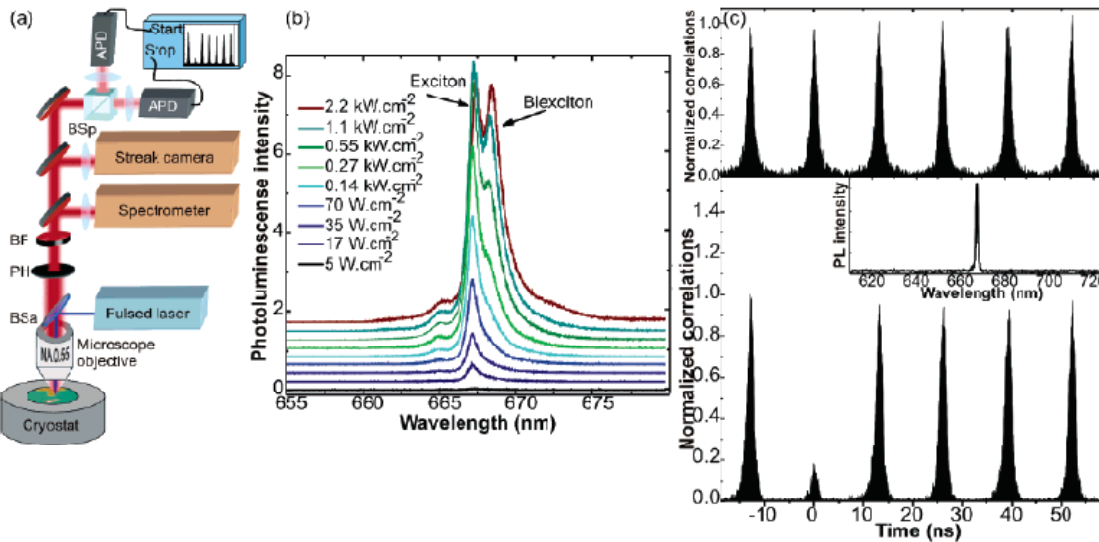 (a)
APD
Start
Stop
APD
BSp
Streak camera
Spectrometer
BF
PH
BSa
Pulsed laser
NA 0.65
Microscope
objective
Cryostat
(b)
Photoluminescense intensity
8
6
4
2
0
Exciton
Biexciton
2.2 kW.cm-2
1.1 kW.cm-2
0.55 kW.cm-2
0.27 kW.cm-2
0.14 kW.cm-2
70 W.cm-2
35 W.cm-2
17 W.cm-2
5 W.cm-2
655 660 665 670 675
Wavelength (nm)
(c)
Normalized correlations
1.0
0.8
0.6
0.4
0.2
0.0
PL intensity
620 640 660 680 700 720
Wavelength (nm)
Normalized correlations
1.4
1.2
1.0
0.8
0.6
0.4
0.2
0.0
-10 0 10 20 30 40 50
Time (ns)